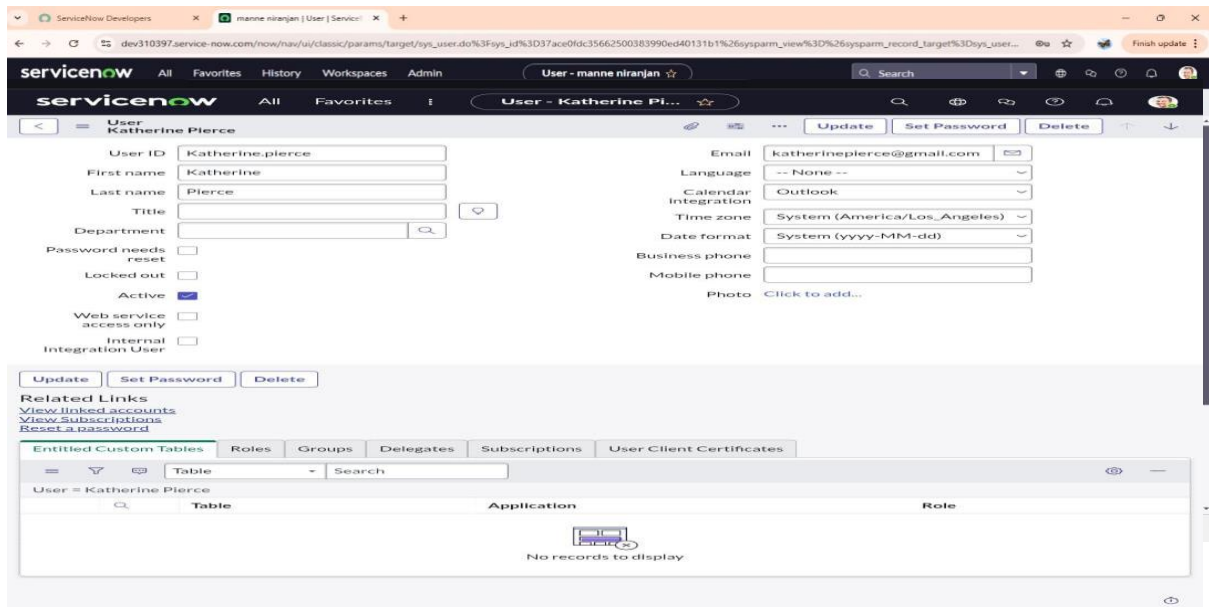 ServiceNow Developers
manne niranjan | User | Servicel
dev310397.service-now.com/now/nav/ui/classic/params/target/sys_user.do%3Fsys_id%3D37ace0fdc35662500383990ed40131b1%26sysparm_view%3D%26sysparm_record_target%3Dsys_user...
Finish update
servicenow All Favorites History Workspaces Admin User - manne niranjan Search
servicenow All Favorites User - Katherine Pi...
User
Katherine Pierce
Update Set Password Delete
User ID Katherine.pierce
First name Katherine
Last name Pierce
Title
Department
Password needs
reset
Locked out
Active
Web service
access only
Internal
Integration User
Email katherinepierce@gmail.com
Language -- None --
Calendar
integration
Outlook
Time zone System (America/Los_Angeles)
Date format System (yyyy-MM-dd)
Business phone
Mobile phone
Photo Click to add...
Update Set Password Delete
Related Links
View linked accounts
View Subscriptions
Reset a password
Entitled Custom Tables Roles Groups Delegates Subscriptions User Client Certificates
Table Search
User = Katherine Pierce
Table Application Role
No records to display